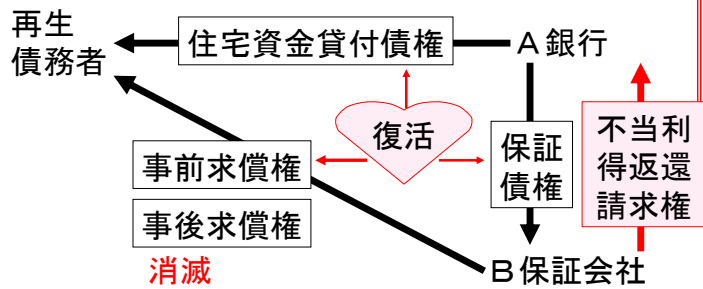 再生
債務者
住宅資金貸付債権
A銀行
復活
事前求償権
事後求償権
消滅
保証
債権
不当利
得返還
請求権
B保証会社